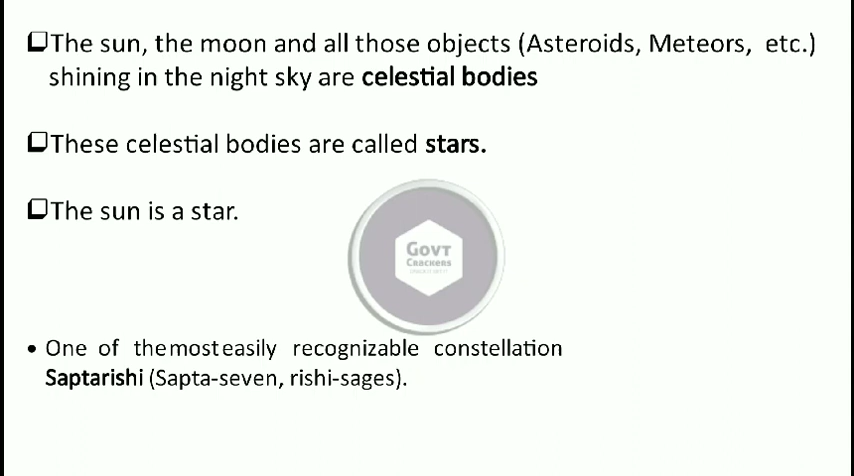 ❑The sun, the moon and all those objects (Asteroids, Meteors, etc.)
shining in the night sky are celestial bodies
❑These celestial bodies are called stars.
❑The sun is a star.
GOVT
CRACKERS
• One of themosteasily recognizable constellation
Saptarishi (Sapta-seven, rishi-sages).